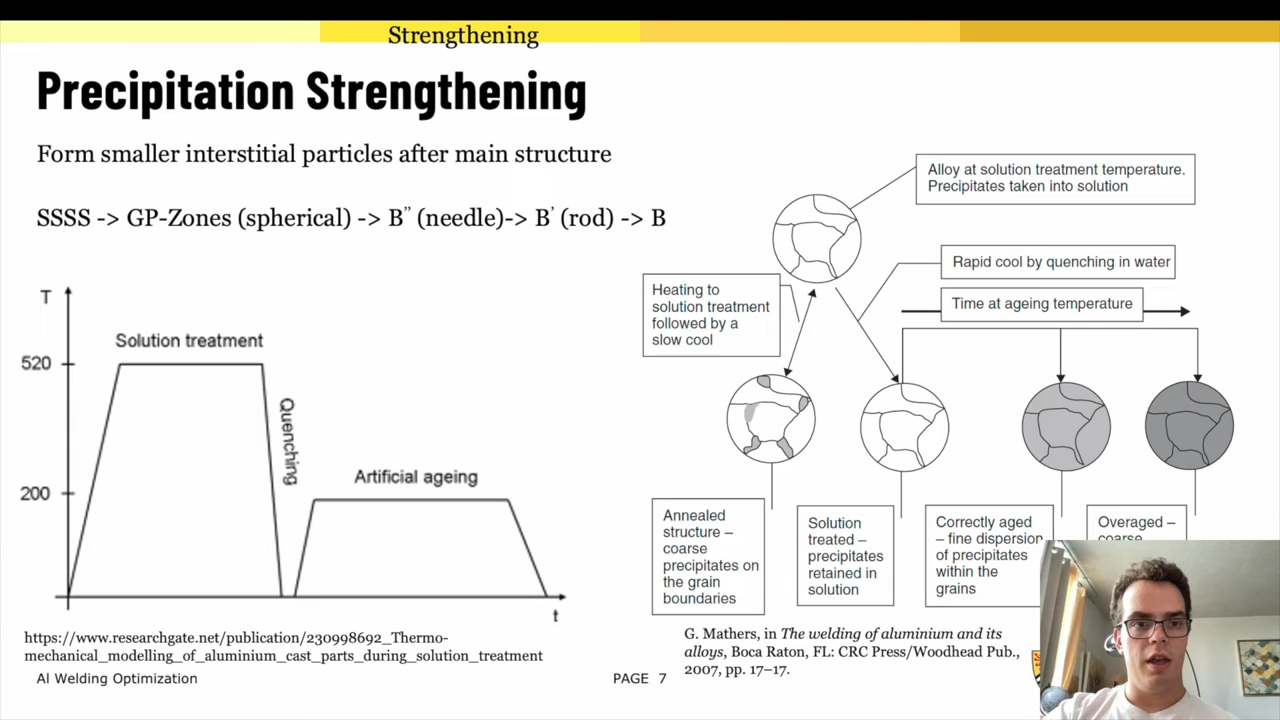 Strengthening
Precipitation Strengthening
Form smaller interstitial particles after main structure
SSSS -> GP-Zones (spherical) -> B” (needle)-> B’ (rod) -> B
T
Solution treatment
520
Quenching
200
Artificial ageing
t
https://www.researchgate.net/publication/230998692_Thermo-
mechanical_modelling_of_aluminium_cast_parts_during_solution_treatment
Alloy at solution treatment temperature.
Precipitates taken into solution
Rapid cool by quenching in water
Heating to
solution treatment
followed by a
slow cool
Time at ageing temperature
Annealed
structure –
coarse
precipitates on
the grain
boundaries
Solution
treated –
precipitates
retained in
solution
Correctly aged
– fine dispersion
of precipitates
within the
grains
Overaged –
coarse
G. Mathers, in The welding of aluminium and its
alloys, Boca Raton, FL: CRC Press/Woodhead Pub.,
2007, pp. 17–17.
Al Welding Optimization
PAGE 7